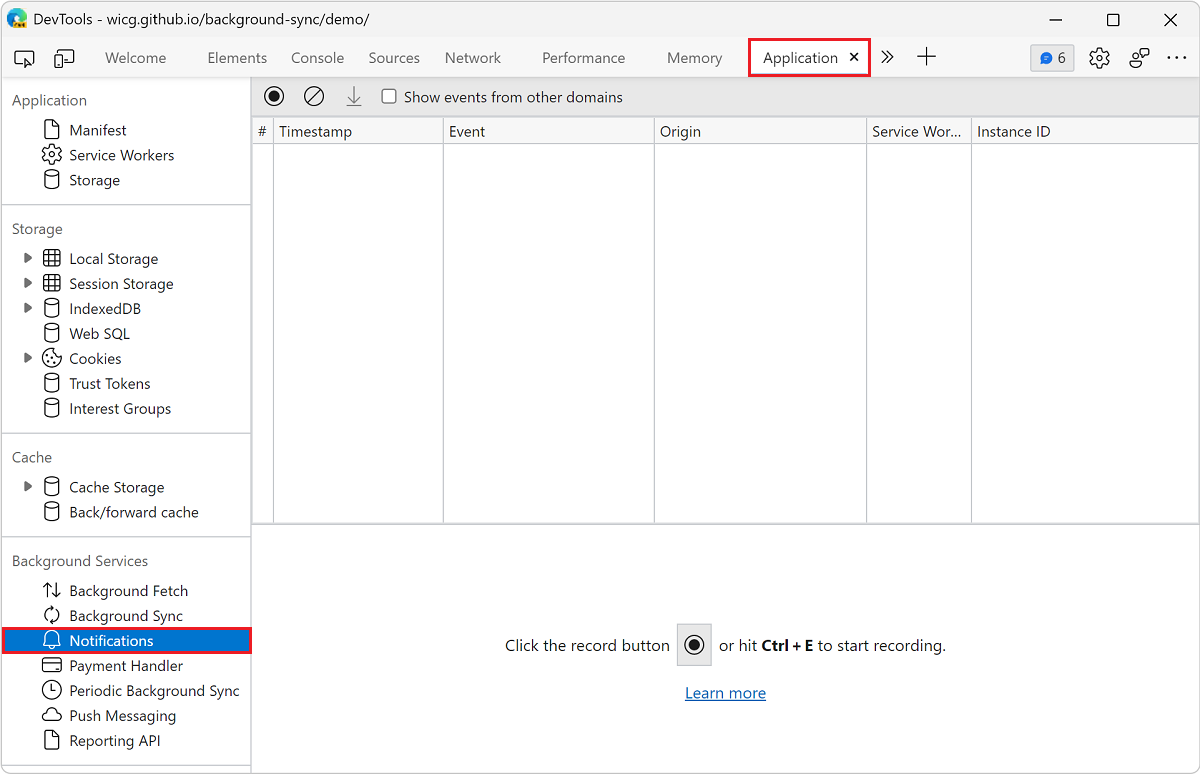 DevTools - wicg.github.io/background-sync/demo/
Welcome Elements Console Sources Network Performance Memory Application 6
Application
Manifest
Service Workers
Storage
Storage
Local Storage
Session Storage
IndexedDB
Web SQL
Cookies
Trust Tokens
Interest Groups
Cache
Cache Storage
Back/forward cache
Background Services
Background Fetch
Background Sync
Notifications
Payment Handler
Periodic Background Sync
Push Messaging
Reporting API
Show events from other domains
# Timestamp Event Origin Service Wor... Instance ID
Click the record button or hit Ctrl + E to start recording.
Learn more